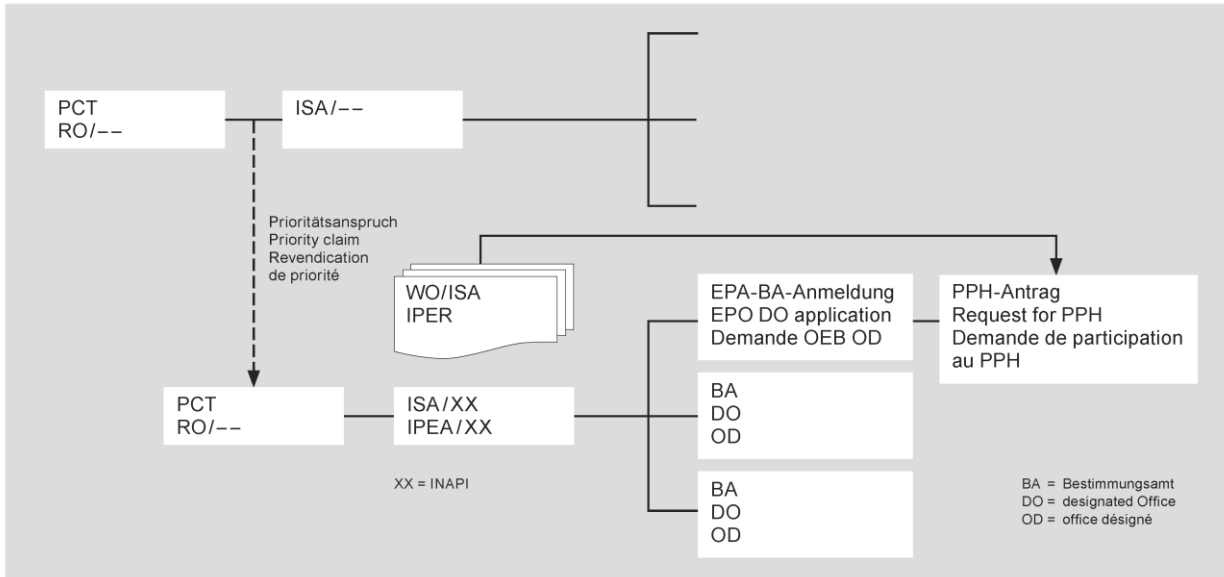 PCT
RO/––
ISA/––
Prioritätsanspruch
Priority claim
Revendication
de priorité
WO/ISA
IPER
EPA-BA-Anmeldung
EPO DO application
Demande OEB OD
PPH-Antrag
Request for PPH
Demande de participation
au PPH
PCT
RO/––
ISA/XX
IPEA/XX
BA
DO
OD
XX = INAPI
BA
DO
OD
BA = Bestimmungsamt
DO = designated Office
OD = office désigné